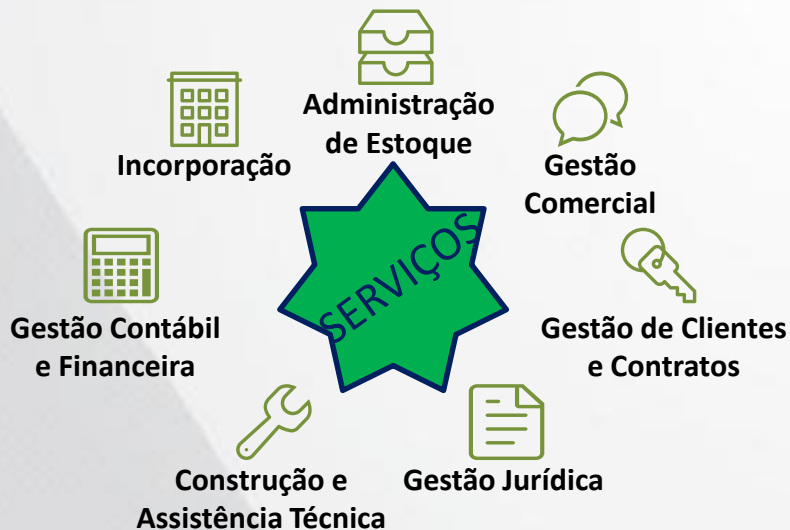 Administração
de Estoque
Incorporação
Gestão
Comercial
SERVIÇOS
Gestão Contábil
e Financeira
Gestão de Clientes
e Contratos
Construção e
Assistência Técnica
Gestão Jurídica